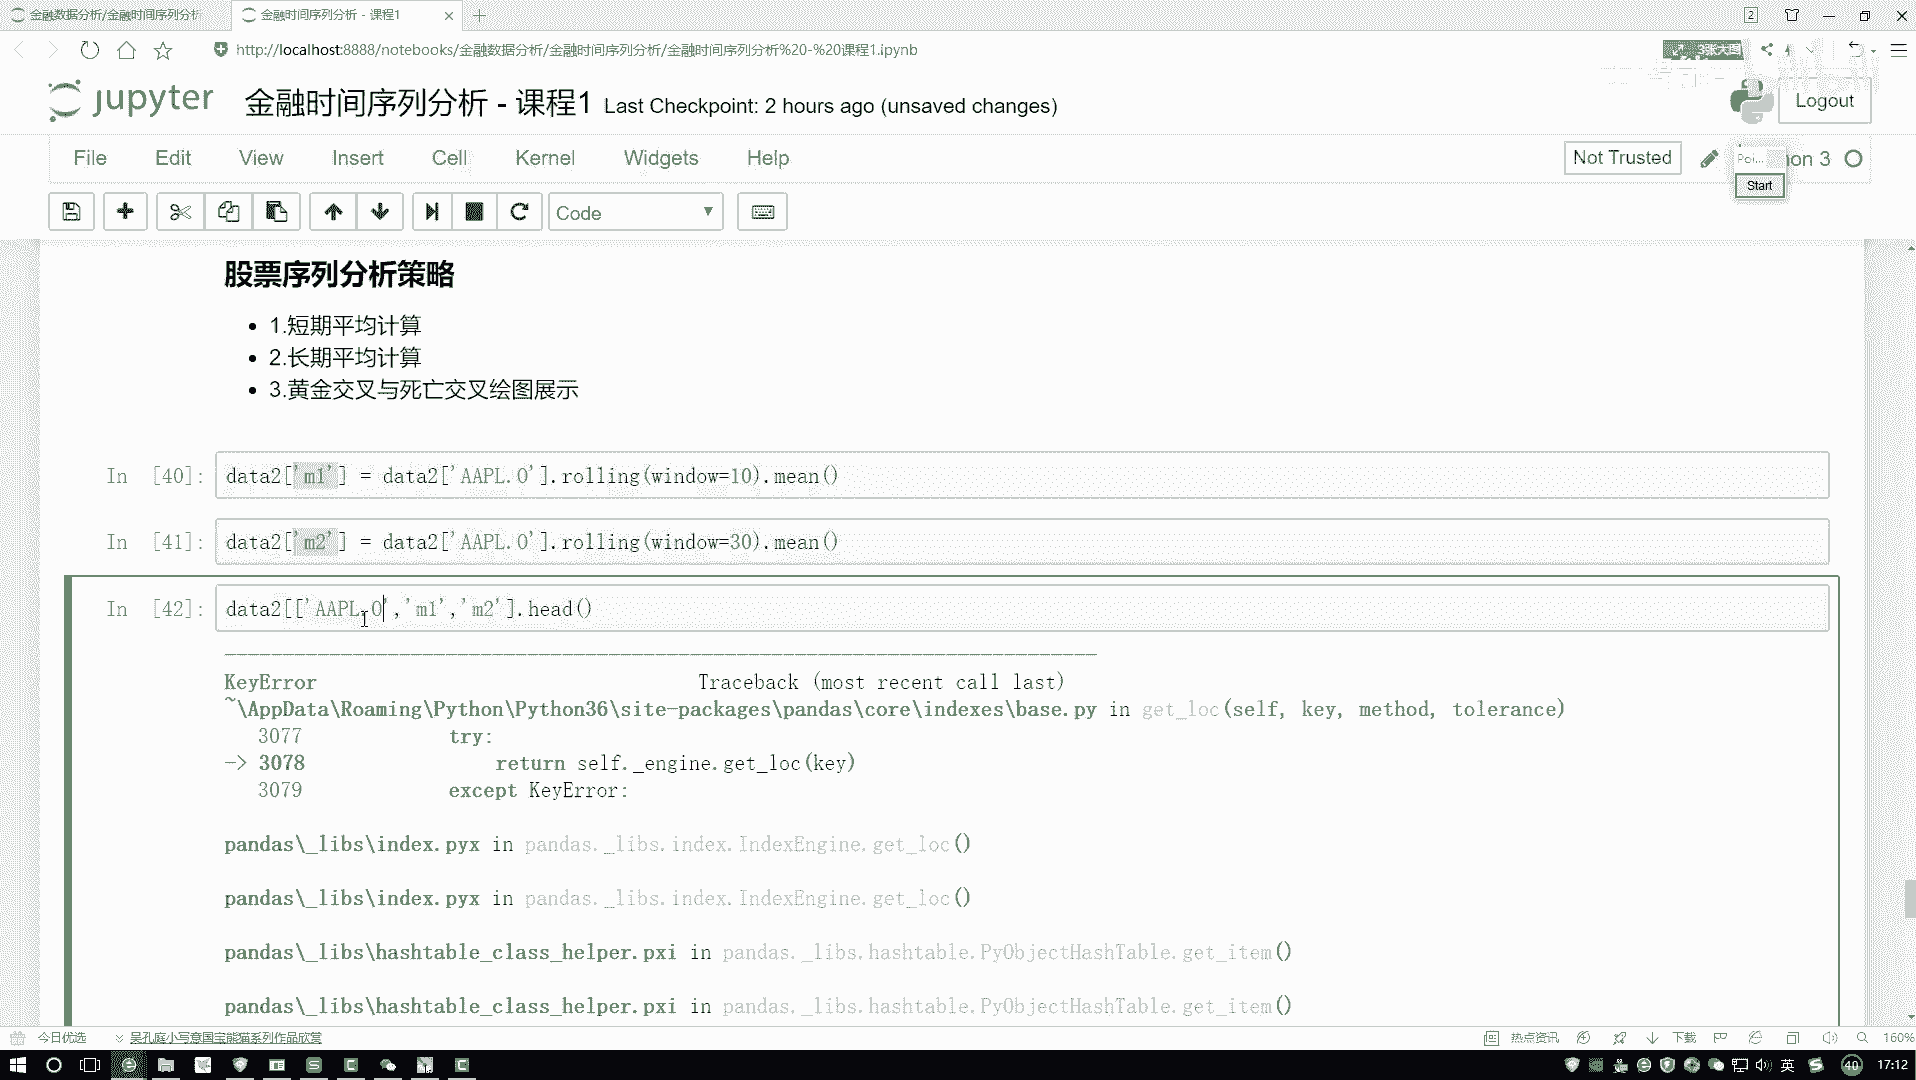 金融数据分析/金融时间序列分析
金融时间序列分析 - 课程1
2
http://localhost:8888/notebooks/金融数据分析/金融时间序列分析/金融时间序列分析%20-%20课程1.ipynb
3张大图
jupyter 金融时间序列分析 - 课程1 Last Checkpoint: 2 hours ago (unsaved changes)
Logout
File Edit View Insert Cell Kernel Widgets Help
Not Trusted
Poi...
on 3
Start
Code
股票序列分析策略
1.短期平均计算
2.长期平均计算
3.黄金交叉与死亡交叉绘图展示
In [40]: data2['m1'] = data2['AAPL.O'].rolling(window=10).mean()
In [41]: data2['m2'] = data2['AAPL.O'].rolling(window=30).mean()
In [42]: data2[['AAPL.O','m1','m2'].head()
KeyError Traceback (most recent call last)
~\AppData\Roaming\Python\Python36\site-packages\pandas\core\indexes\base.py in get_loc(self, key, method, tolerance)
3077 try:
-> 3078 return self._engine.get_loc(key)
3079 except KeyError:
pandas\_libs\index.pyx in pandas._libs.index.IndexEngine.get_loc()
pandas\_libs\index.pyx in pandas._libs.index.IndexEngine.get_loc()
pandas\_libs\hashtable_class_helper.pxi in pandas._libs.hashtable.PyObjectHashTable.get_item()
pandas\_libs\hashtable_class_helper.pxi in pandas._libs.hashtable.PyObjectHashTable.get_item()
今日优选
吴孔庭小写意国宝能猫系列作品欣赏
热点资讯
下载
160%
英
40
17:12